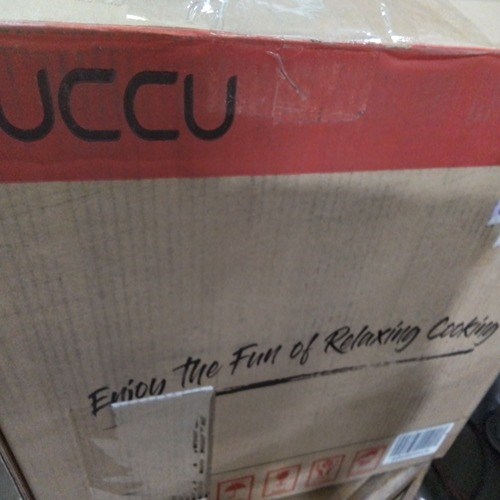 UCCU
Enjoy the Fun of Relaxing Cooking